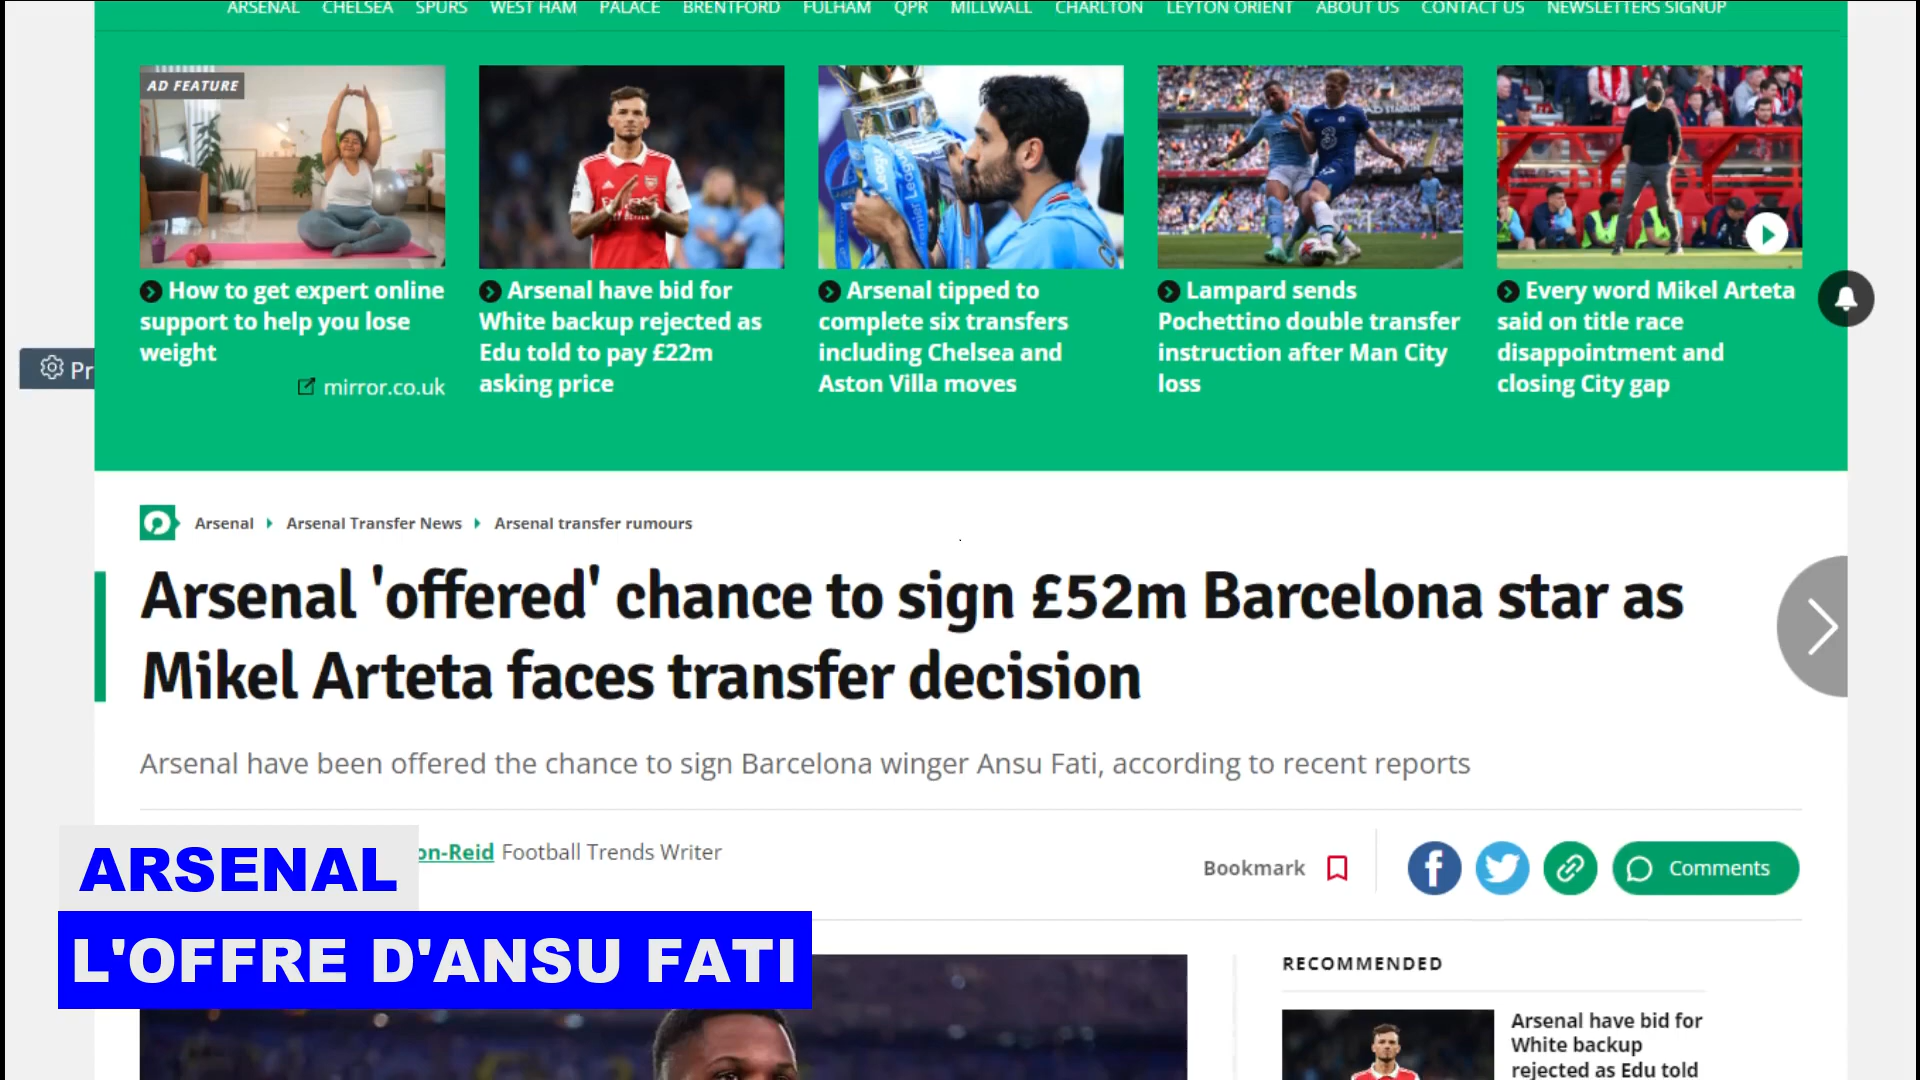 ARSENAL CHELSEA SPURS WEST HAM PALACE BRENTFORD FULHAM QPR MILLWALL CHARLTON LEYTON ORIENT ABOUT US CONTACT US NEWSLETTERS SIGNUP
AD FEATURE
How to get expert online
support to help you lose
weight
mirror.co.uk
Arsenal have bid for
White backup rejected as
Edu told to pay £22m
asking price
Arsenal tipped to
complete six transfers
including Chelsea and
Aston Villa moves
Lampard sends
Pochettino double transfer
instruction after Man City
loss
Every word Mikel Arteta
said on title race
disappointment and
closing City gap
Pr
Arsenal Arsenal Transfer News Arsenal transfer rumours
Arsenal 'offered' chance to sign £52m Barcelona star as
Mikel Arteta faces transfer decision
Arsenal have been offered the chance to sign Barcelona winger Ansu Fati, according to recent reports
on-Reid Football Trends Writer
Bookmark
Comments
ARSENAL
L'OFFRE D'ANSU FATI
RECOMMENDED
Arsenal have bid for
White backup
rejected as Edu told